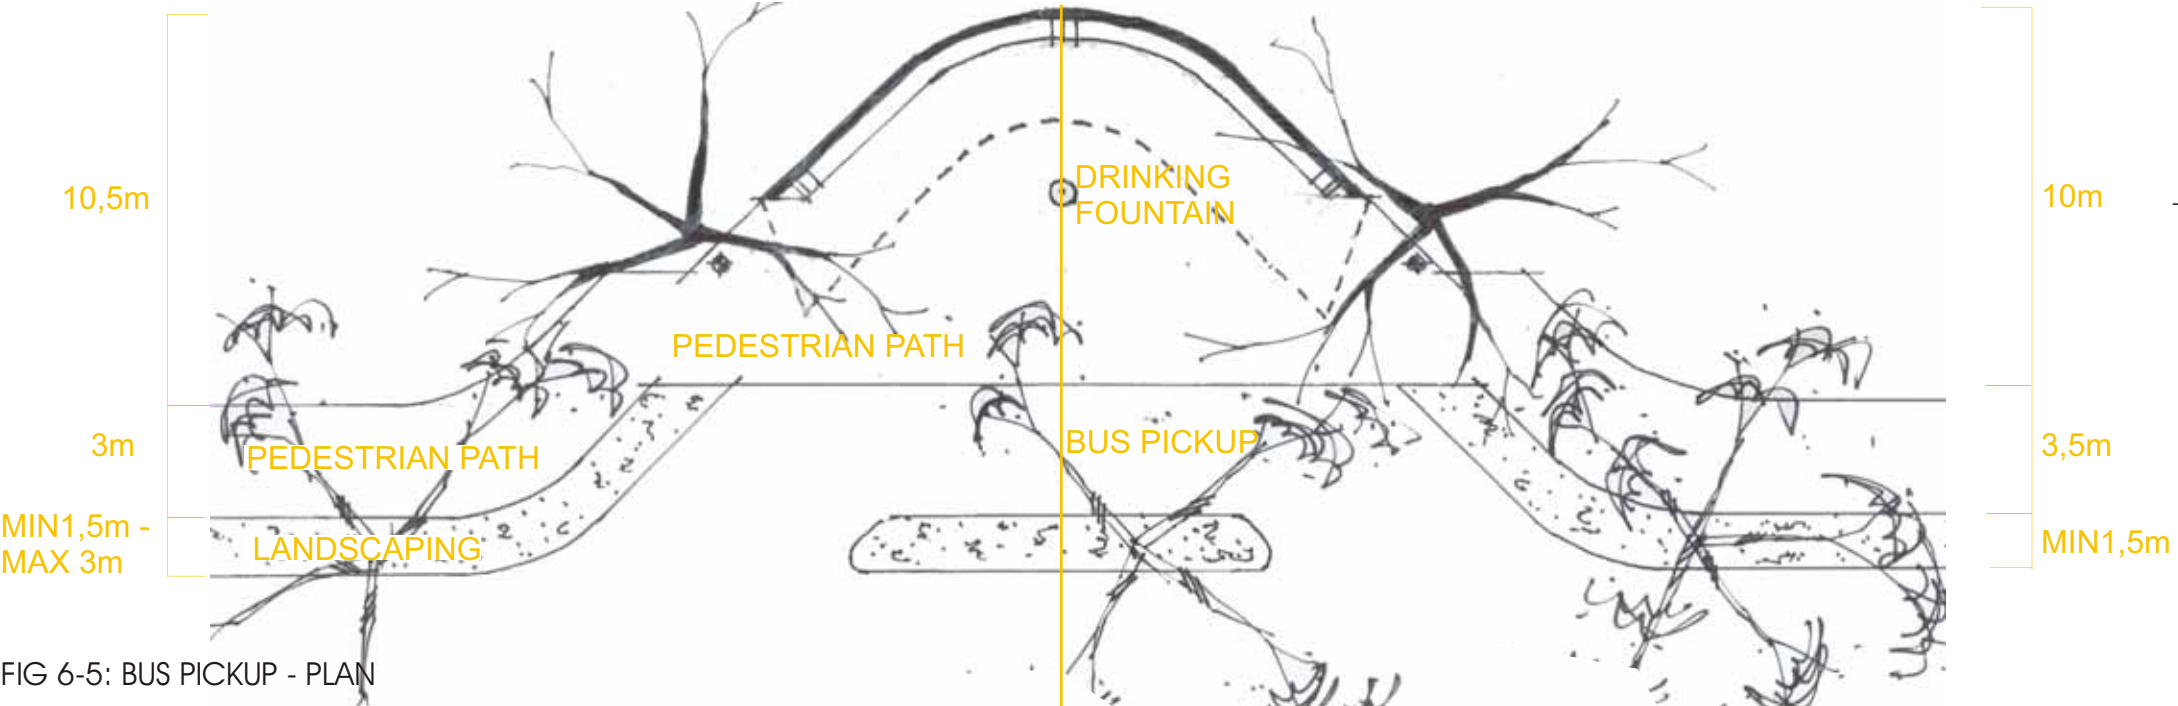 10,5m
3m
MIN1,5m -
MAX 3m
DRINKING
FOUNTAIN
PEDESTRIAN PATH
BUS PICKUP
PEDESTRIAN PATH
LANDSCAPING
10m
-
3,5m
MIN1,5m
FIG 6-5: BUS PICKUP - PLAN